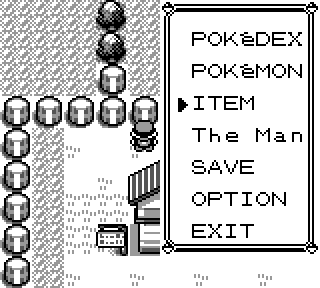 POKéDEX
POKéMON
ITEM
The Man
SAVE
OPTION
EXIT